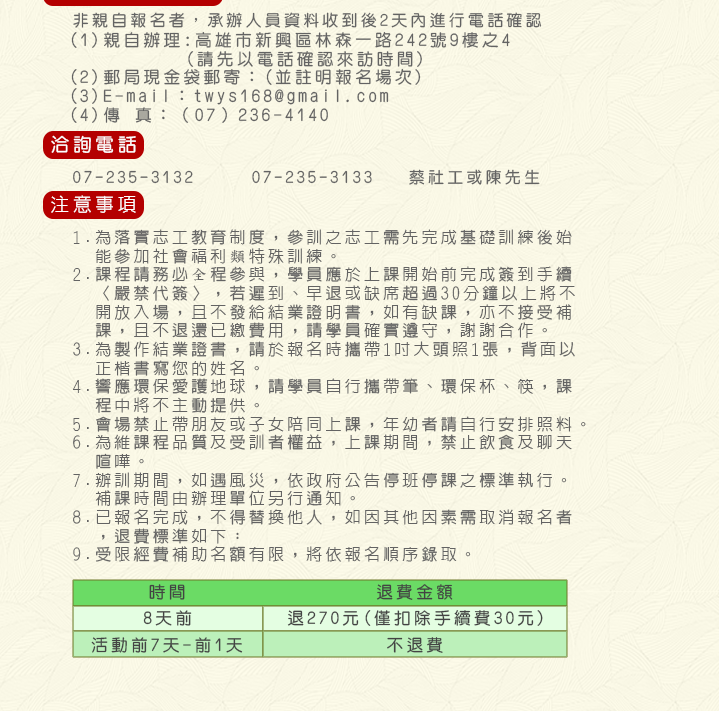 非親自報名者，承辦人員資料收到後2天內進行電話確認
(1)親自辦理:高雄市新興區林森一路242號9樓之4
(請先以電話確認來訪時間)
(2)郵局現金袋郵寄：(並註明報名場次)
(3)E-mail：twys168@gmail.com
(4)傳 真：(07)236-4140
洽詢電話
07-235-3132 07-235-3133 蔡社工或陳先生
注意事項
1.為落實志工教育制度，參訓之志工需先完成基礎訓練後始
能參加社會福利類特殊訓練。
2.課程請務必全程參與，學員應於上課開始前完成簽到手續
〈嚴禁代簽〉，若遲到、早退或缺席超過30分鐘以上將不
開放入場，且不發給結業證明書，如有缺課，亦不接受補
課，且不退還已繳費用，請學員確實遵守，謝謝合作。
3.為製作結業證書，請於報名時攜帶1吋大頭照1張，背面以
正楷書寫您的姓名。
4.響應環保愛護地球，請學員自行攜帶筆、環保杯、筷，課
程中將不主動提供。
5.會場禁止帶朋友或子女陪同上課，年幼者請自行安排照料。
6.為維課程品質及受訓者權益，上課期間，禁止飲食及聊天
喧嘩。
7.辦訓期間，如遇風災，依政府公告停班停課之標準執行。
補課時間由辦理單位另行通知。
8.已報名完成，不得替換他人，如因其他因素需取消報名者
，退費標準如下：
9.受限經費補助名額有限，將依報名順序錄取。
時間 退費金額
8天前 退270元(僅扣除手續費30元)
活動前7天-前1天 不退費